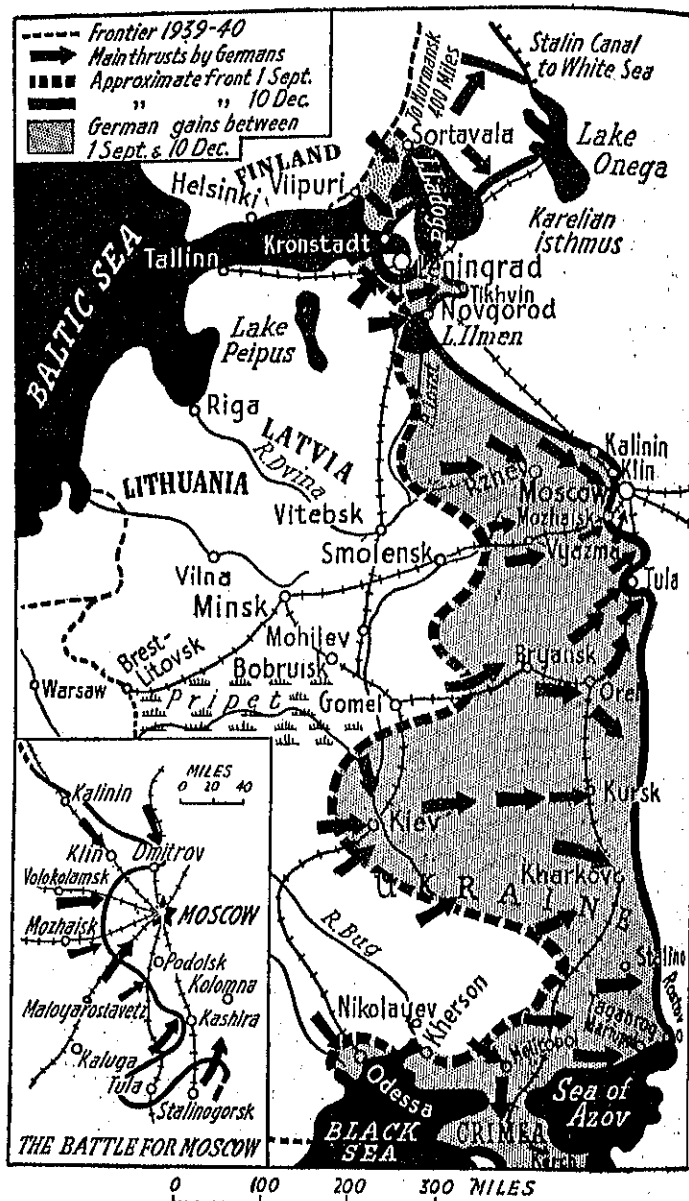 Frontier 1939-40
Main thrusts by Germans
Approximate front 1 Sept.
" " 10 Dec.
German gains between
1 Sept. & 10 Dec.
To Murmansk
400 Miles
Stalin Canal
to White Sea
Sortavala
Lake
Onega
FINLAND
Helsinki
Viipuri
L. Ladoga
Karelian
isthmus
Kronstadt
Tallinn
Leningrad
Tikhvin
Novgorod
L. Ilmen
BALTIC SEA
Lake
Peipus
Riga
LATVIA
R. Dvina
LITHUANIA
Kalinin
Klin
Rzhev
Moscow
Mozhaisk
Vitebsk
Smolensk
Vyazma
Vilna
Tula
Minsk
Mohilev
Brest-
Litovsk
Bobruisk
Bryansk
Warsaw
Pripet
Gomel
Orel
Kursk
Kiev
Kharkov
UKRAINE
R. Bug
Stalino
Nikolayev
Kherson
Taganrog
Rostov
Odessa
Sea of
Azov
BLACK
SEA
CRIMEA
Kerch
MILES
0 20 40
Kalinin
Klin
Dmitrov
Volokolamsk
MOSCOW
Mozhaisk
Podolsk
Kolomna
Maloyaroslavetz
Kashira
Kaluga
Tula
Stalinogorsk
THE BATTLE FOR MOSCOW
0 100 200 300 MILES